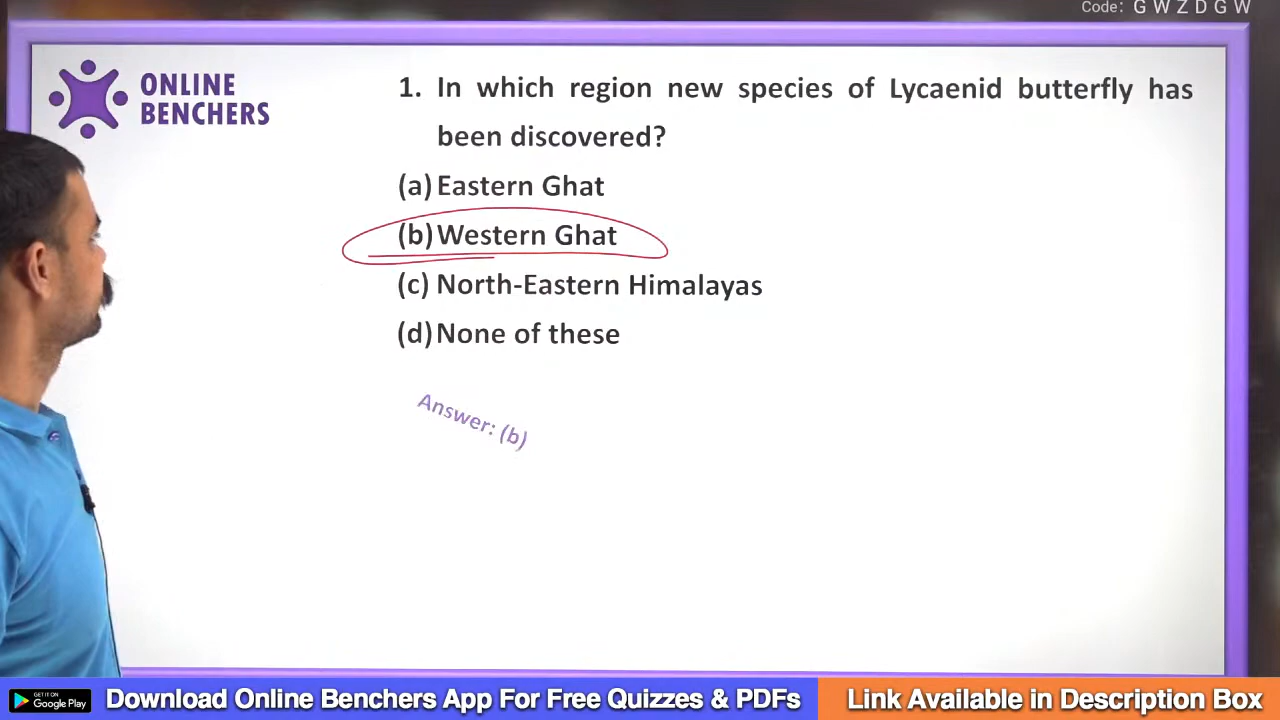 Code: G W Z D G W
ONLINE
BENCHERS
1. In which region new species of Lycaenid butterfly has
been discovered?
(a) Eastern Ghat
(b) Western Ghat
(c) North-Eastern Himalayas
(d) None of these
Answer: (b)
GET IT ON
Google Play
Download Online Benchers App For Free Quizzes & PDFs
Link Available in Description Box